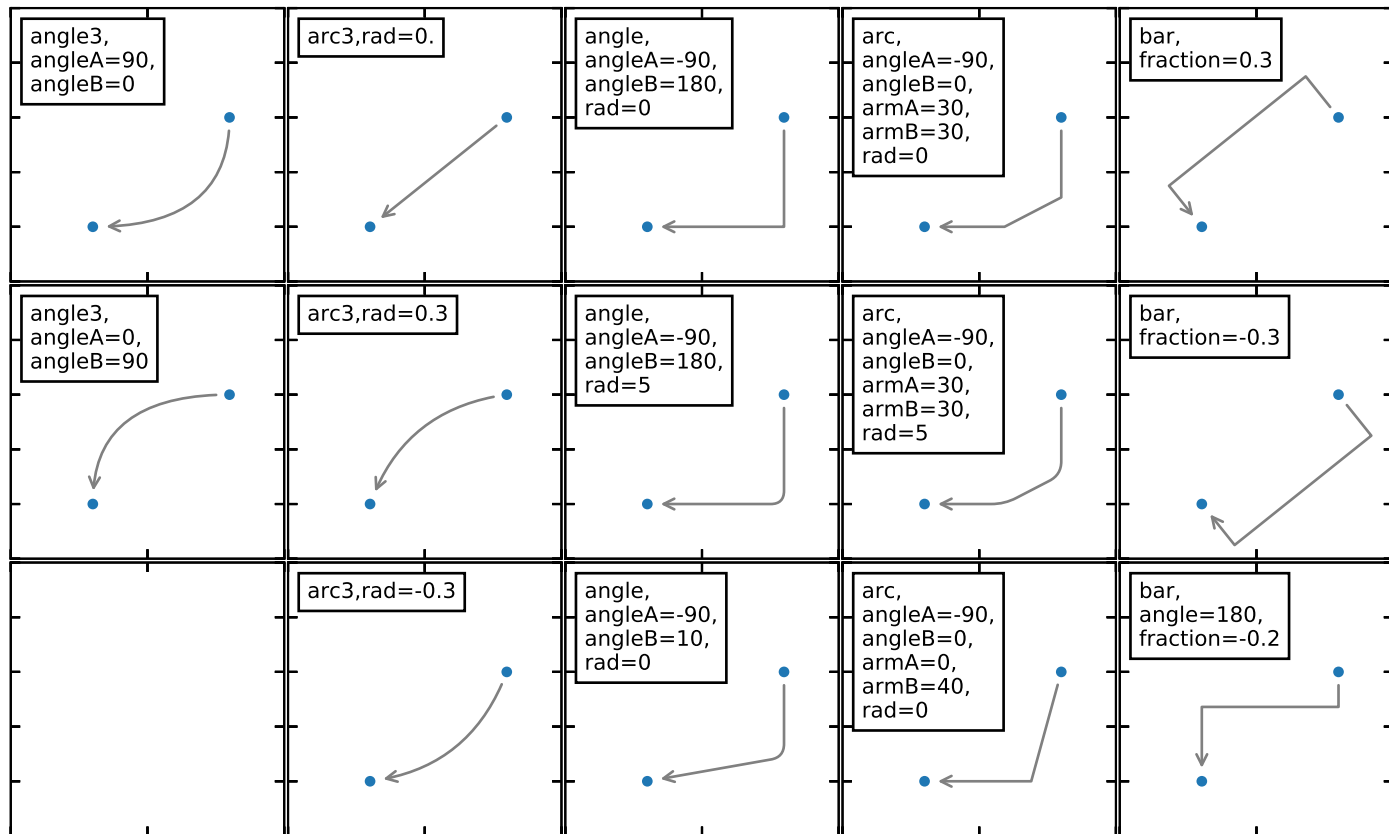 angle3,
angleA=90,
angleB=0
arc3,rad=0.
angle,
angleA=-90,
angleB=180,
rad=0
arc,
angleA=-90,
angleB=0,
armA=30,
armB=30,
rad=0
bar,
fraction=0.3
angle3,
angleA=0,
angleB=90
arc3,rad=0.3
angle,
angleA=-90,
angleB=180,
rad=5
arc,
angleA=-90,
angleB=0,
armA=30,
armB=30,
rad=5
bar,
fraction=-0.3
arc3,rad=-0.3
angle,
angleA=-90,
angleB=10,
rad=0
arc,
angleA=-90,
angleB=0,
armA=0,
armB=40,
rad=0
bar,
angle=180,
fraction=-0.2